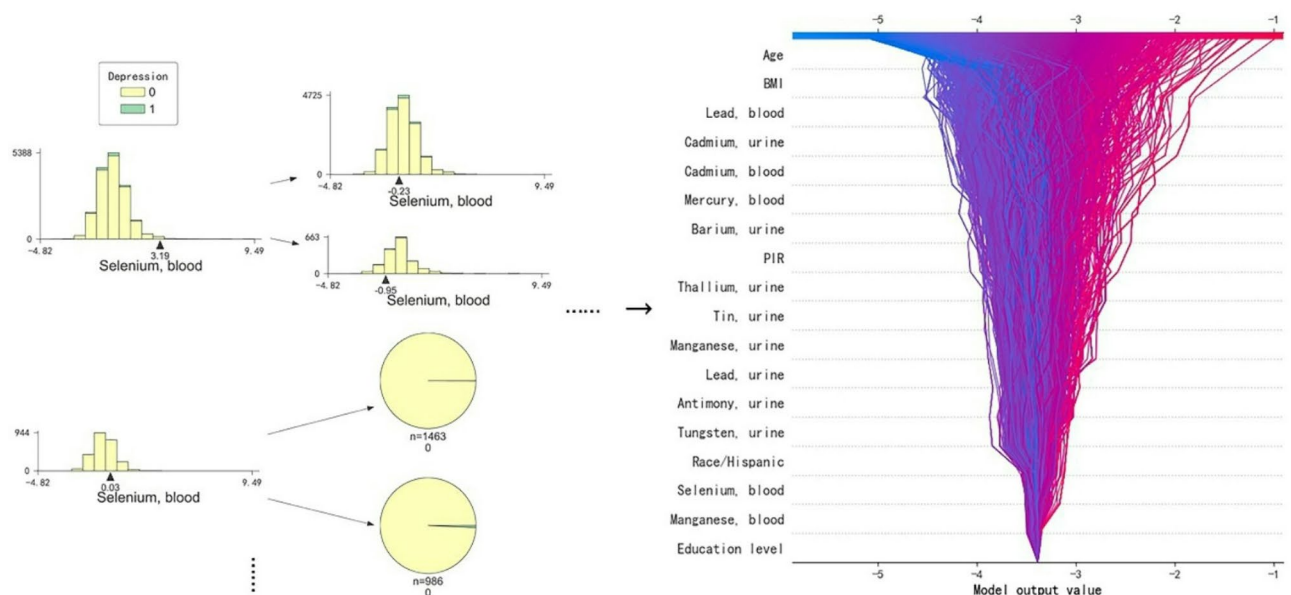 Depression
0
1
5388
0
-4.82
3.19
9.49
Selenium, blood
4725
0
-4.82
-0.23
9.49
Selenium, blood
663
0
-4.82
-0.95
9.49
Selenium, blood
......
n=1463
0
944
0
-4.82
0.03
9.49
Selenium, blood
n=986
0
-5 -4 -3 -2 -1
Age
BMI
Lead, blood
Cadmium, urine
Cadmium, blood
Mercury, blood
Barium, urine
PIR
Thallium, urine
Tin, urine
Manganese, urine
Lead, urine
Antimony, urine
Tungsten, urine
Race/Hispanic
Selenium, blood
Manganese, blood
Education level
-5 -4 -3 -2 -1
Model output value